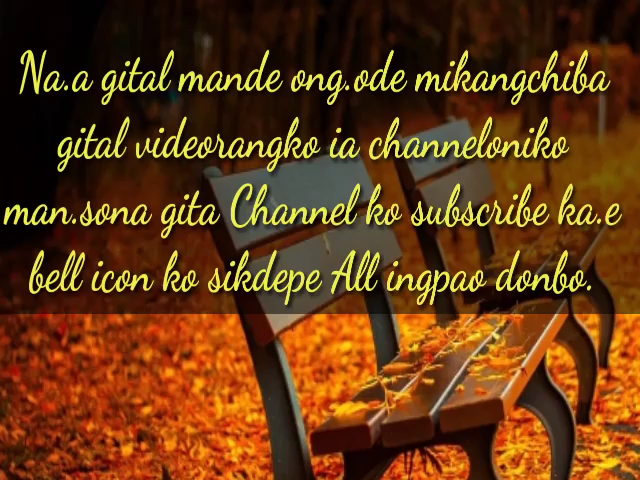 Na.a gital mande ong.ode mikangchiba
gital videorangko ia channeloniko
man.sona gita Channel ko subscribe ka.e
bell icon ko sikdepe All ingpao donbo.